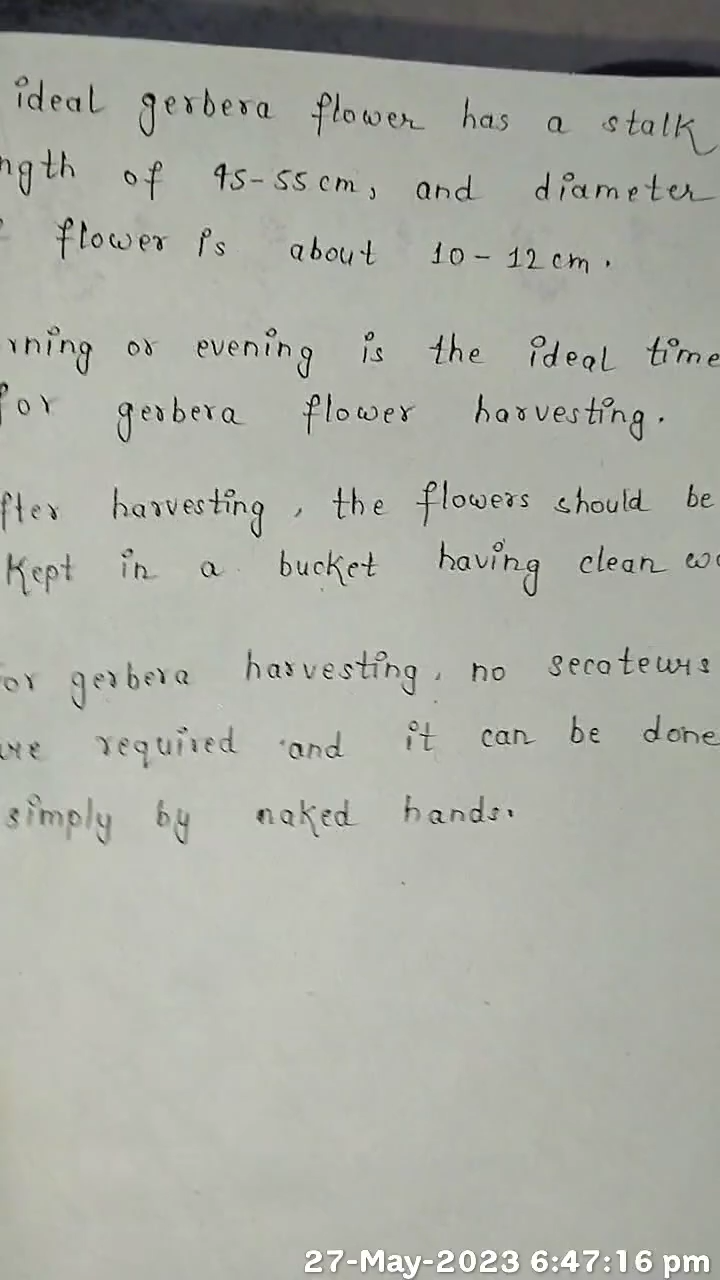 ideal gerbera flower has a stalk
ngth of 45-55 cm, and diameter
flower is about 10 - 12 cm.
rning or evening is the ideal time
for gerbera flower harvesting.
fter harvesting, the flowers should be
kept in a bucket having clean
or gerbera harvesting, no secateurs
are required and it can be done
simply by naked hands.
27-May-2023 6:47:16 pm